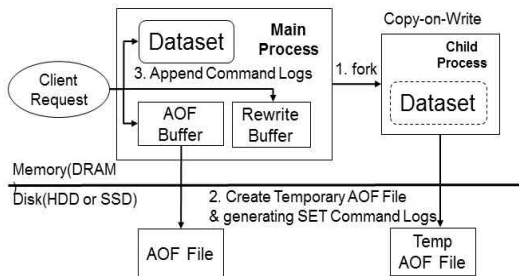 Copy-on-Write
Main
Process
Dataset
Child
Process
Client
Request
3. Append Command Logs
1. fork
Dataset
AOF
Buffer
Rewrite
Buffer
Memory(DRAM
)
Disk(HDD or SSD)
2. Create Temporary AOF File
& generating SET Command Logs
AOF File
Temp
AOF File